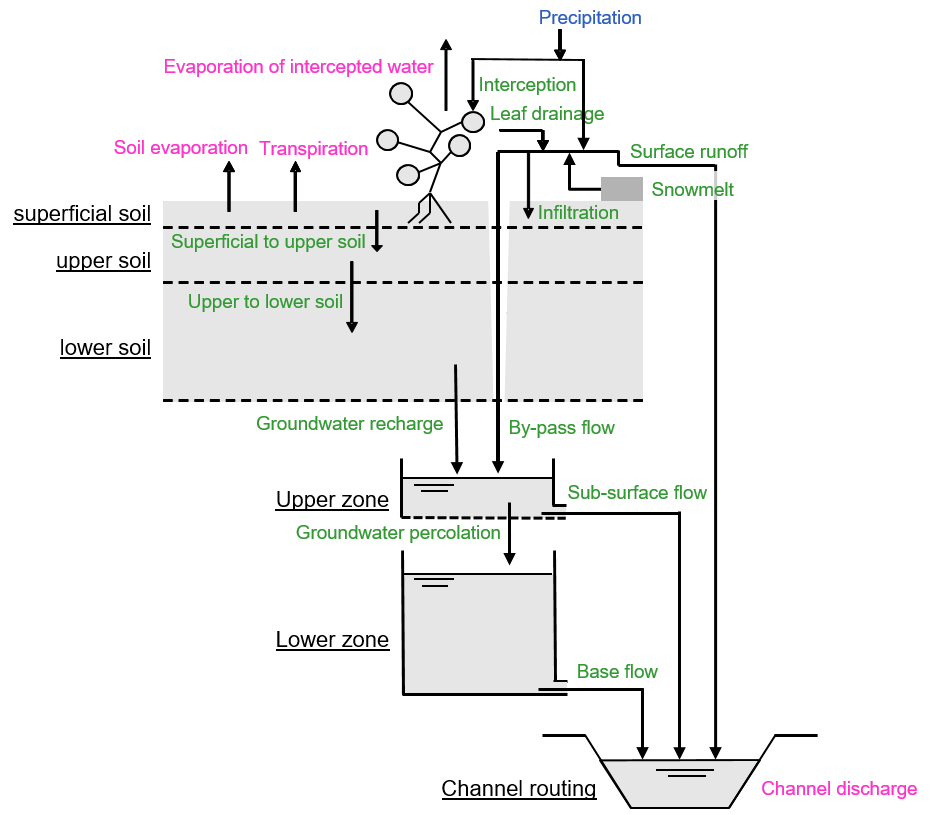 Precipitation
Evaporation of intercepted water
Interception
Leaf drainage
Soil evaporation
Transpiration
Surface runoff
Snowmelt
superficial soil
Infiltration
Superficial to upper soil
upper soil
Upper to lower soil
lower soil
Groundwater recharge
By-pass flow
Upper zone
Sub-surface flow
Groundwater percolation
Lower zone
Base flow
Channel routing
Channel discharge